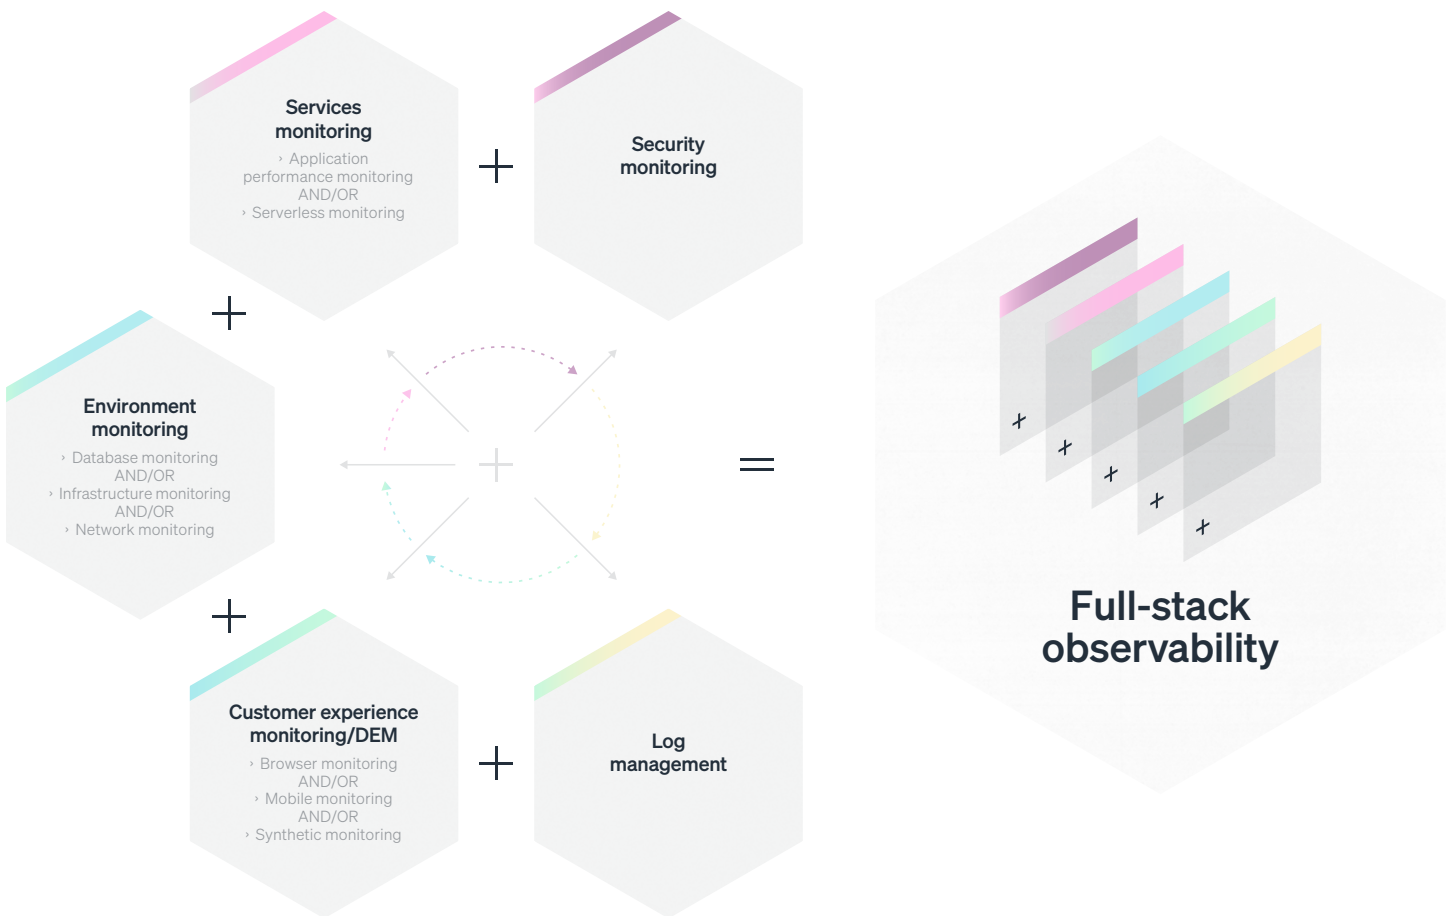 Services
monitoring
› Application
performance monitoring
AND/OR
› Serverless monitoring
+
Security
monitoring
+
Environment
monitoring
› Database monitoring
AND/OR
› Infrastructure monitoring
AND/OR
› Network monitoring
+
Customer experience
monitoring/DEM
› Browser monitoring
AND/OR
› Mobile monitoring
AND/OR
› Synthetic monitoring
+
Log
management
=
Full-stack
observability